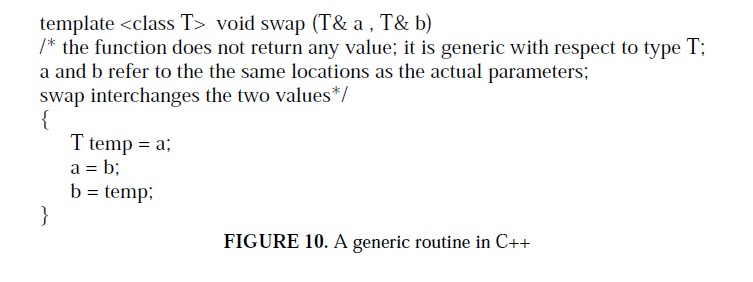 template <class T> void swap (T& a , T& b)
/* the function does not return any value; it is generic with respect to type T;
a and b refer to the the same locations as the actual parameters;
swap interchanges the two values*/
{
T temp = a;
a = b;
b = temp;
}
FIGURE 10. A generic routine in C++